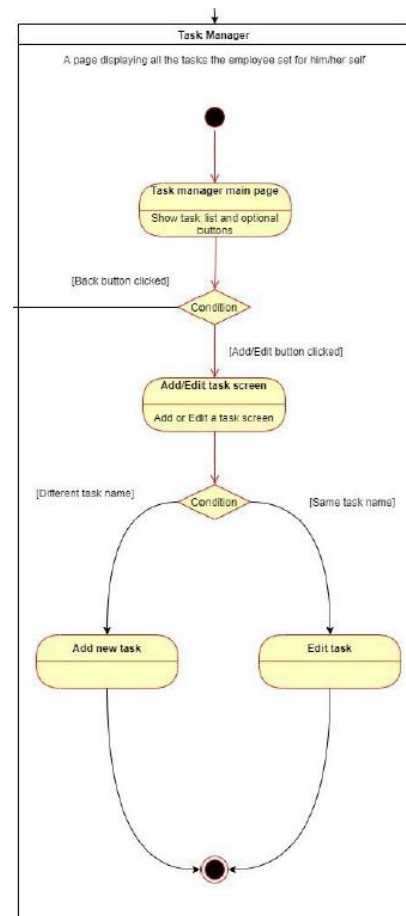 Task Manager
A page displaying all the tasks the employee set for him/her self
Task manager main page
Show task list and optional
buttons
[Back button clicked]
Condition
[Add/Edit button clicked]
Add/Edit task screen
Add or Edit a task screen
[Different task name]
Condition
[Same task name]
Add new task
Edit task